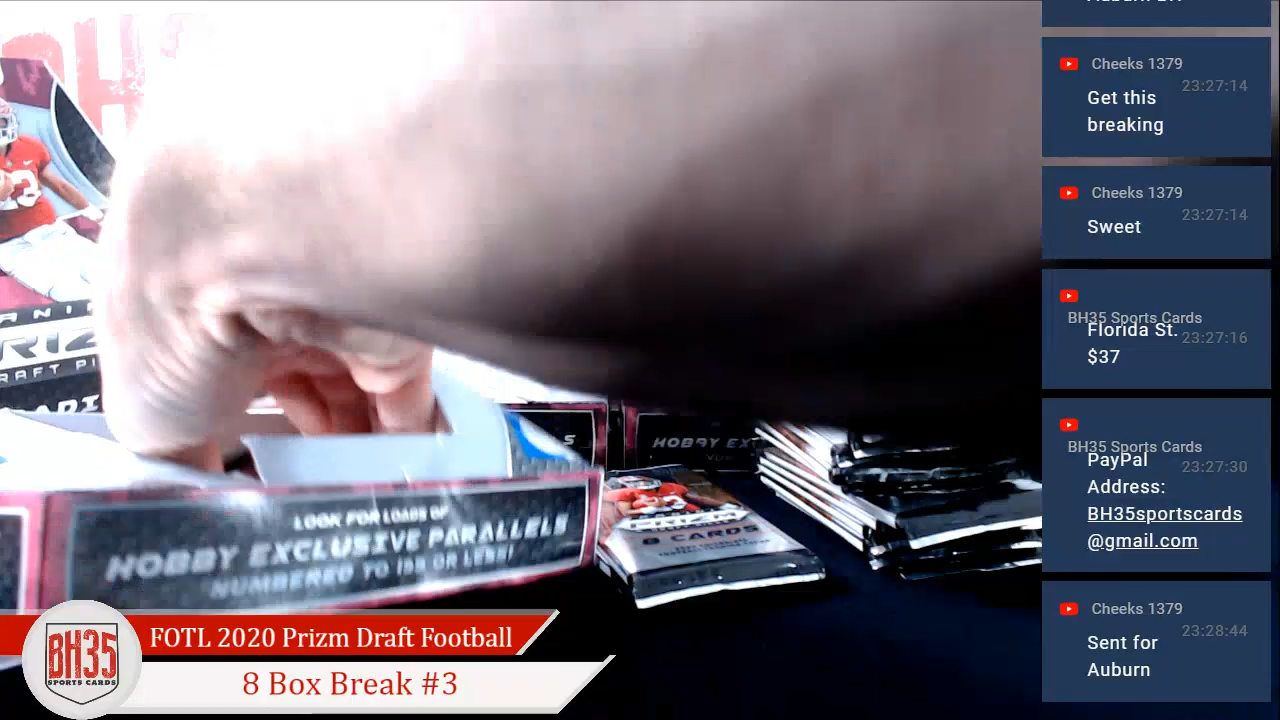 Cheeks 1379
23:27:14
Get this
breaking
Cheeks 1379
23:27:14
Sweet
BH35 Sports Cards
Florida St.
23:27:16
$37
BH35 Sports Cards
PayPal
23:27:30
Address:
BH35sportscards
@gmail.com
Cheeks 1379
23:28:44
Sent for
Auburn
LOOK FOR LOADS OF
HOBBY EXCLUSIVE PARALLELS
NUMBERED TO 199 OR LESS!
HOBBY EX
PRIZM
8 CARDS
BH35
SPORTS CARDS
FOTL 2020 Prizm Draft Football
8 Box Break #3